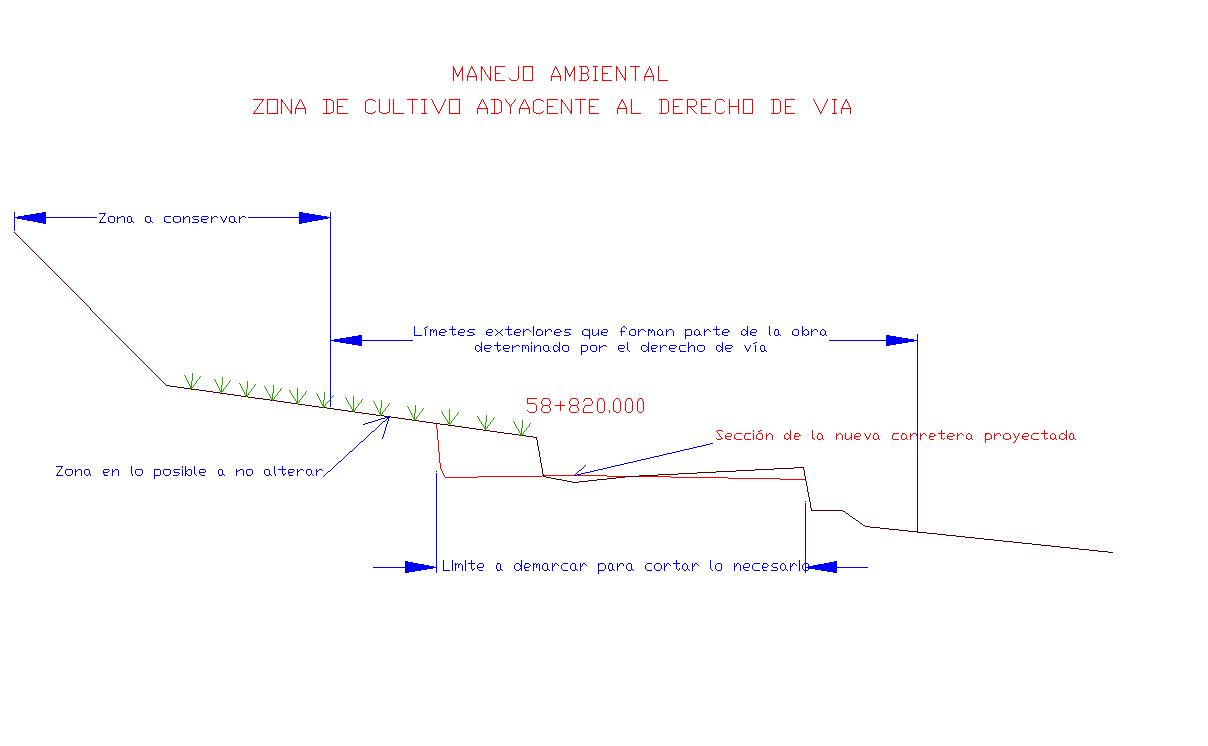 MANEJO AMBIENTAL
ZONA DE CULTIVO ADYACENTE AL DERECHO DE VIA
Zona a conservar
Límetes exteriores que forman parte de la obra
determinado por el derecho de vía
58+820.000
Sección de la nueva carretera proyectada
Zona en lo posible a no alterar
Limite a demarcar para cortar lo necesario